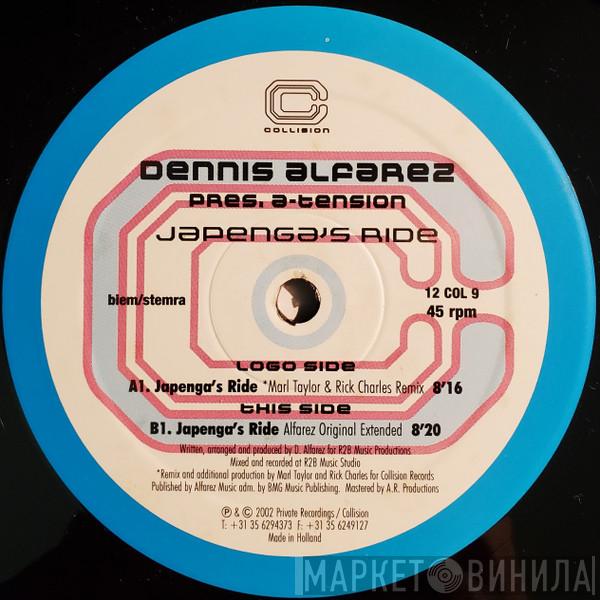 COLLISION
Dennis Alfarez
pres. a-tension
Japenga's Ride
biem/stemra
12 COL 9
45 rpm
Logo side
A1. Japenga's Ride *Marl Taylor & Rick Charles Remix 8'16
This side
B1. Japenga's Ride Alfarez Original Extended 8'20
Written, arranged and produced by D. Alfarez for R2B Music Productions
Mixed and recorded at R2B Music Studio
*Remix and additional production by Marl Taylor and Rick Charles for Collision Records
Published by Alfarez Music adm. by BMG Music Publishing. Mastered by A.R. Productions
℗ & © 2002 Private Recordings / Collision
T: +31 35 6294373 F: +31 35 6249127
Made in Holland
МАРКЕТ ВИНИЛА